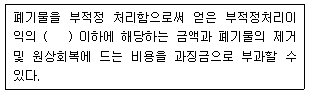 폐기물을 부적정 처리함으로써 얻은 부적정처리이
익의 (   ) 이하에 해당하는 금액과 폐기물의 제거
및 원상회복에 드는 비용을 과징금으로 부과할 수
있다.